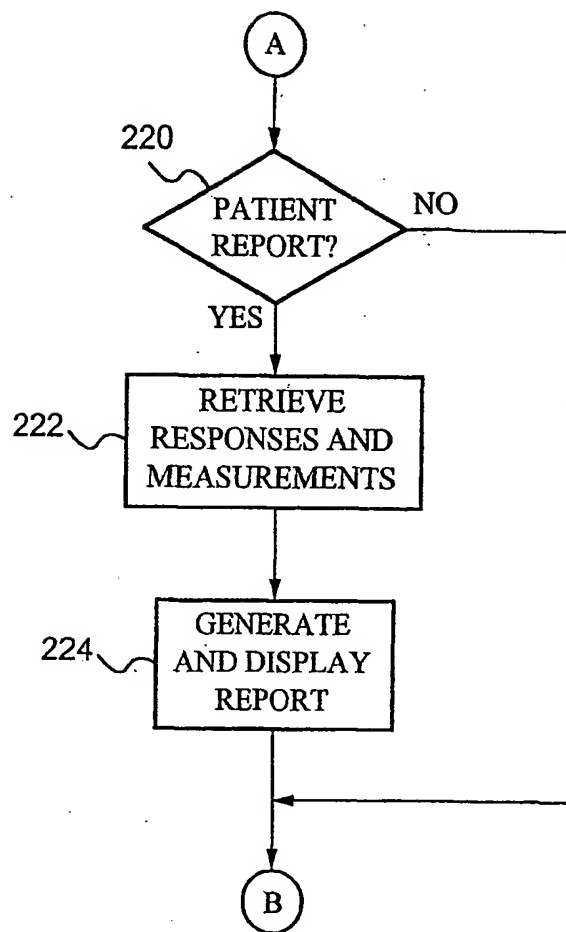 A
220
PATIENT
REPORT?
NO
YES
222
RETRIEVE
RESPONSES AND
MEASUREMENTS
224
GENERATE
AND DISPLAY
REPORT
B